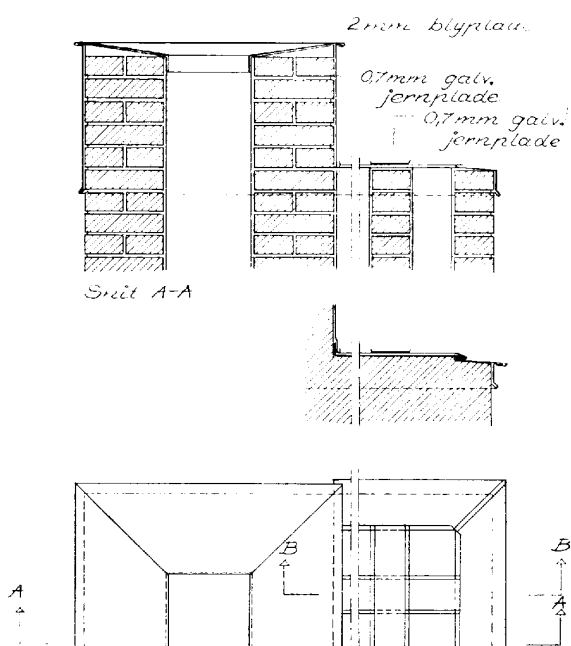 2mm blyplade
0,7mm galv.
jernplade
0,7mm galv.
jernplade
Snit A-A
B
B
A
A